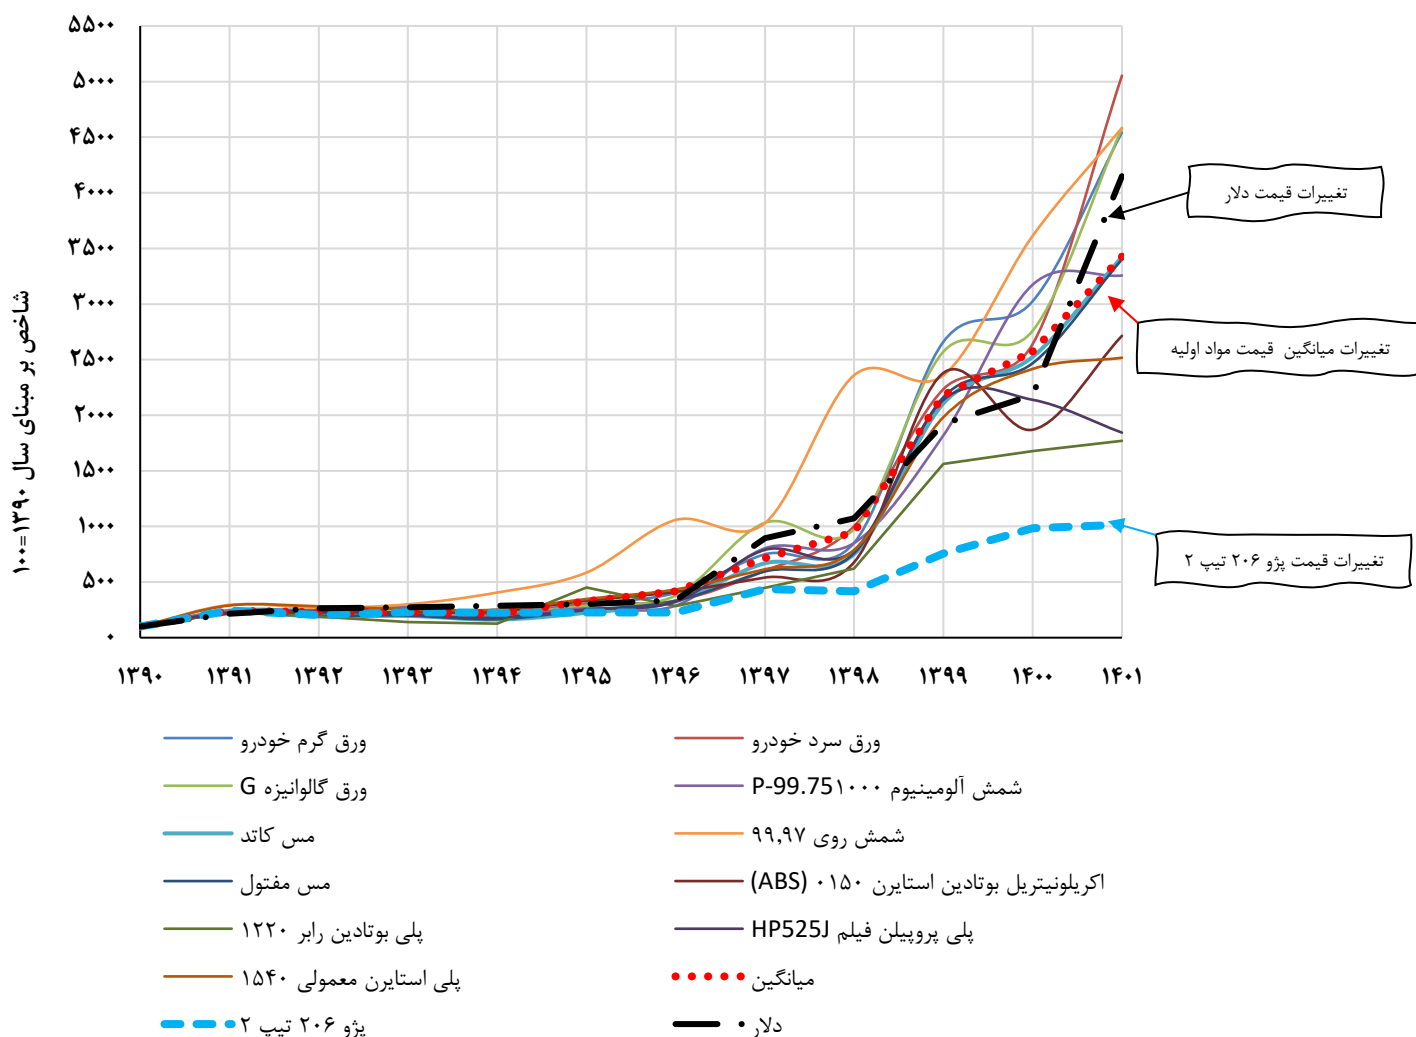 شاخص بر مبنای سال ۱۳۹۰=۱۰۰
۵۵۰۰
۵۰۰۰
۴۵۰۰
۴۰۰۰
۳۵۰۰
۳۰۰۰
۲۵۰۰
۲۰۰۰
۱۵۰۰
۱۰۰۰
۵۰۰
۰
۱۳۹۰ ۱۳۹۱ ۱۳۹۲ ۱۳۹۳ ۱۳۹۴ ۱۳۹۵ ۱۳۹۶ ۱۳۹۷ ۱۳۹۸ ۱۳۹۹ ۱۴۰۰ ۱۴۰۱
تغییرات قیمت دلار
تغییرات میانگین قیمت مواد اولیه
تغییرات قیمت پژو ۲۰۶ تیپ ۲
ورق گرم خودرو
ورق سرد خودرو
ورق گالوانیزه G
شمش آلومینیوم ۱۰۰۰P-99.75
مس کاتد
شمش روی ۹۹,۹۷
مس مفتول
اکریلونیتریل بوتادین استایرن ۰۱۵۰ (ABS)
پلی بوتادین رابر ۱۲۲۰
پلی پروپیلن فیلم HP525J
پلی استایرن معمولی ۱۵۴۰
میانگین
پژو ۲۰۶ تیپ ۲
دلار